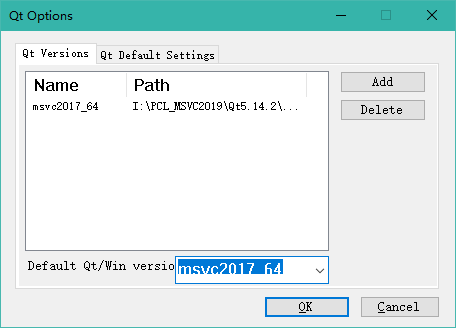 Qt Options
Qt Versions Qt Default Settings
Name Path
msvc2017_64 I:\PCL_MSVC2019\Qt5.14.2\...
Add
Delete
Default Qt/Win versio msvc2017_64
OK Cancel